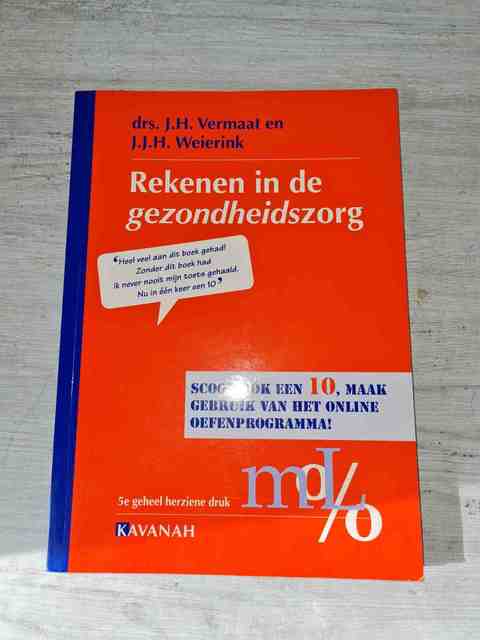 drs. J.H. Vermaat en
J.J.H. Weierink
Rekenen in de
gezondheidszorg
“Heel veel aan dit boek gehad!
Zonder dit boek had
ik never nooit mijn toets gehaald.
Nu in één keer een 10”
SCOOR OOK EEN 10, MAAK
GEBRUIK VAN HET ONLINE
OEFENPROGRAMMA!
mL%
5e geheel herziene druk
KAVANAH